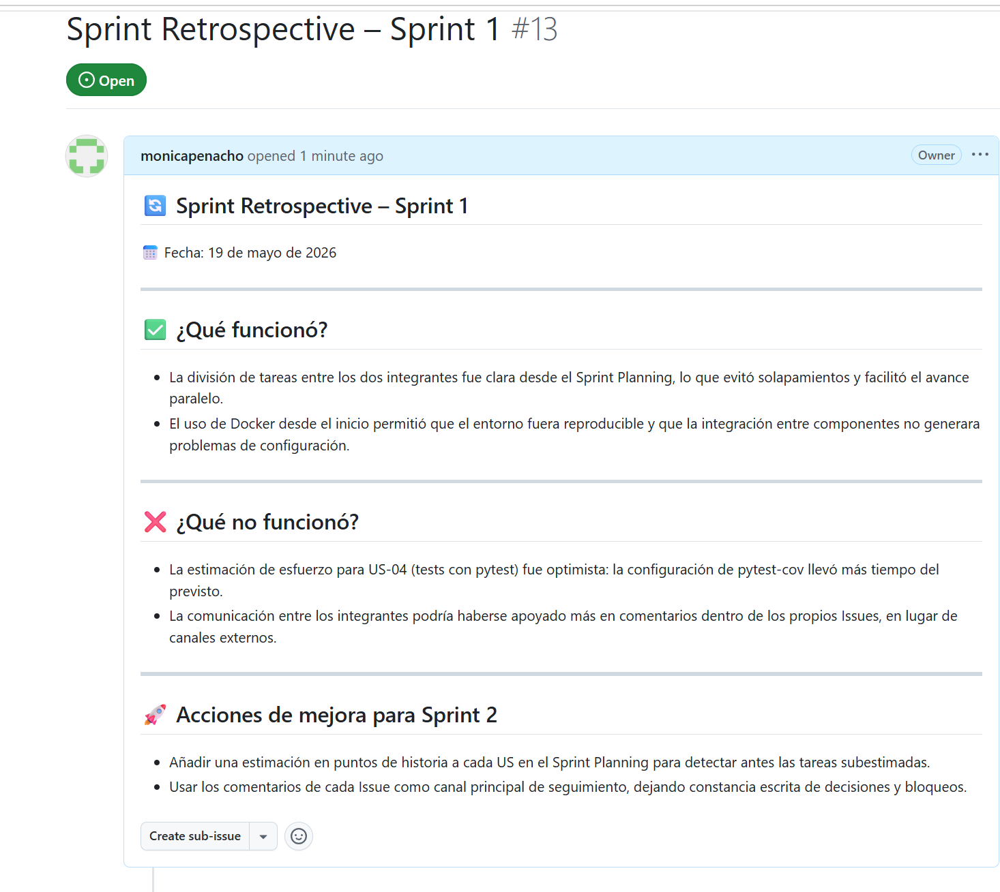 Sprint Retrospective – Sprint 1 #13
Open
monicapenacho opened 1 minute ago
Owner
Sprint Retrospective – Sprint 1
Fecha: 19 de mayo de 2026
¿Qué funcionó?
La división de tareas entre los dos integrantes fue clara desde el Sprint Planning, lo que evitó solapamientos y facilitó el avance
paralelo.
El uso de Docker desde el inicio permitió que el entorno fuera reproducible y que la integración entre componentes no generara
problemas de configuración.
¿Qué no funcionó?
La estimación de esfuerzo para US-04 (tests con pytest) fue optimista: la configuración de pytest-cov llevó más tiempo del
previsto.
La comunicación entre los integrantes podría haberse apoyado más en comentarios dentro de los propios Issues, en lugar de
canales externos.
Acciones de mejora para Sprint 2
Añadir una estimación en puntos de historia a cada US en el Sprint Planning para detectar antes las tareas subestimadas.
Usar los comentarios de cada Issue como canal principal de seguimiento, dejando constancia escrita de decisiones y bloqueos.
Create sub-issue